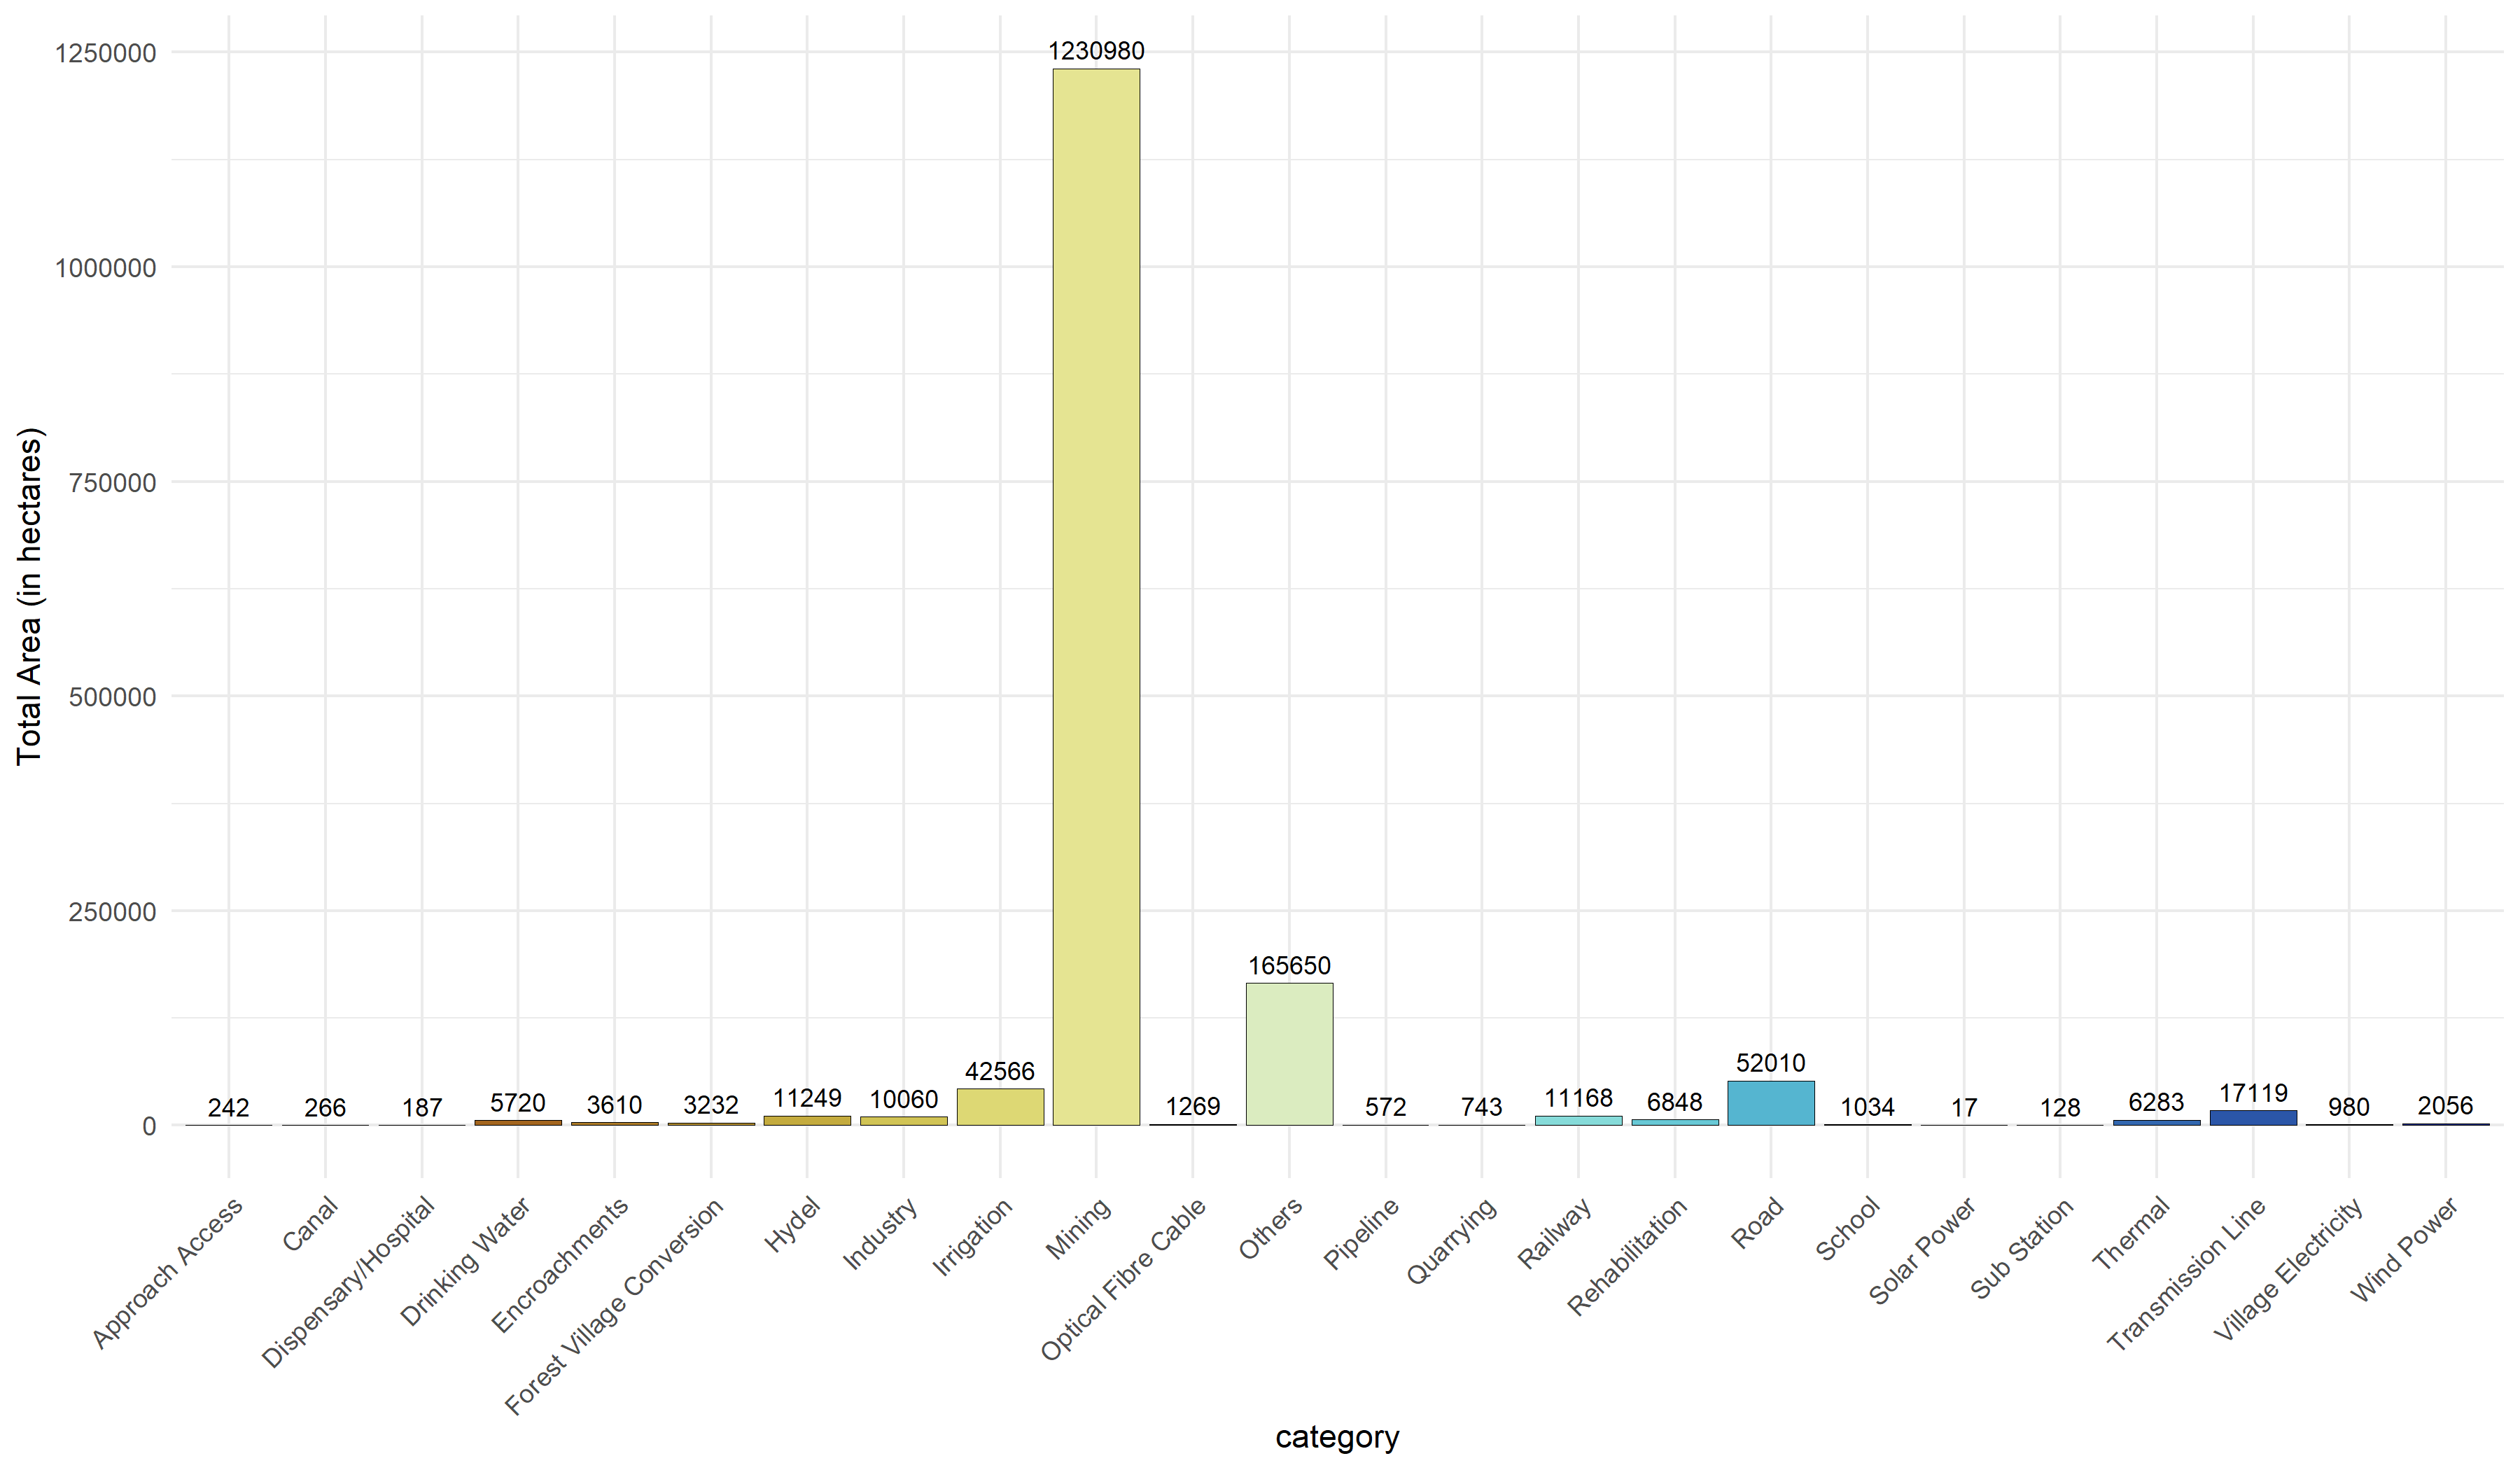 Total Area (in hectares)
1250000
1000000
750000
500000
250000
0
242
266
187
5720
3610
3232
11249
10060
42566
1230980
1269
165650
572
743
11168
6848
52010
1034
17
128
6283
17119
980
2056
Approach Access
Canal
Dispensary/Hospital
Drinking Water
Encroachments
Forest Village Conversion
Hydel
Industry
Irrigation
Mining
Optical Fibre Cable
Others
Pipeline
Quarrying
Railway
Rehabilitation
Road
School
Solar Power
Sub Station
Thermal
Transmission Line
Village Electricity
Wind Power
category